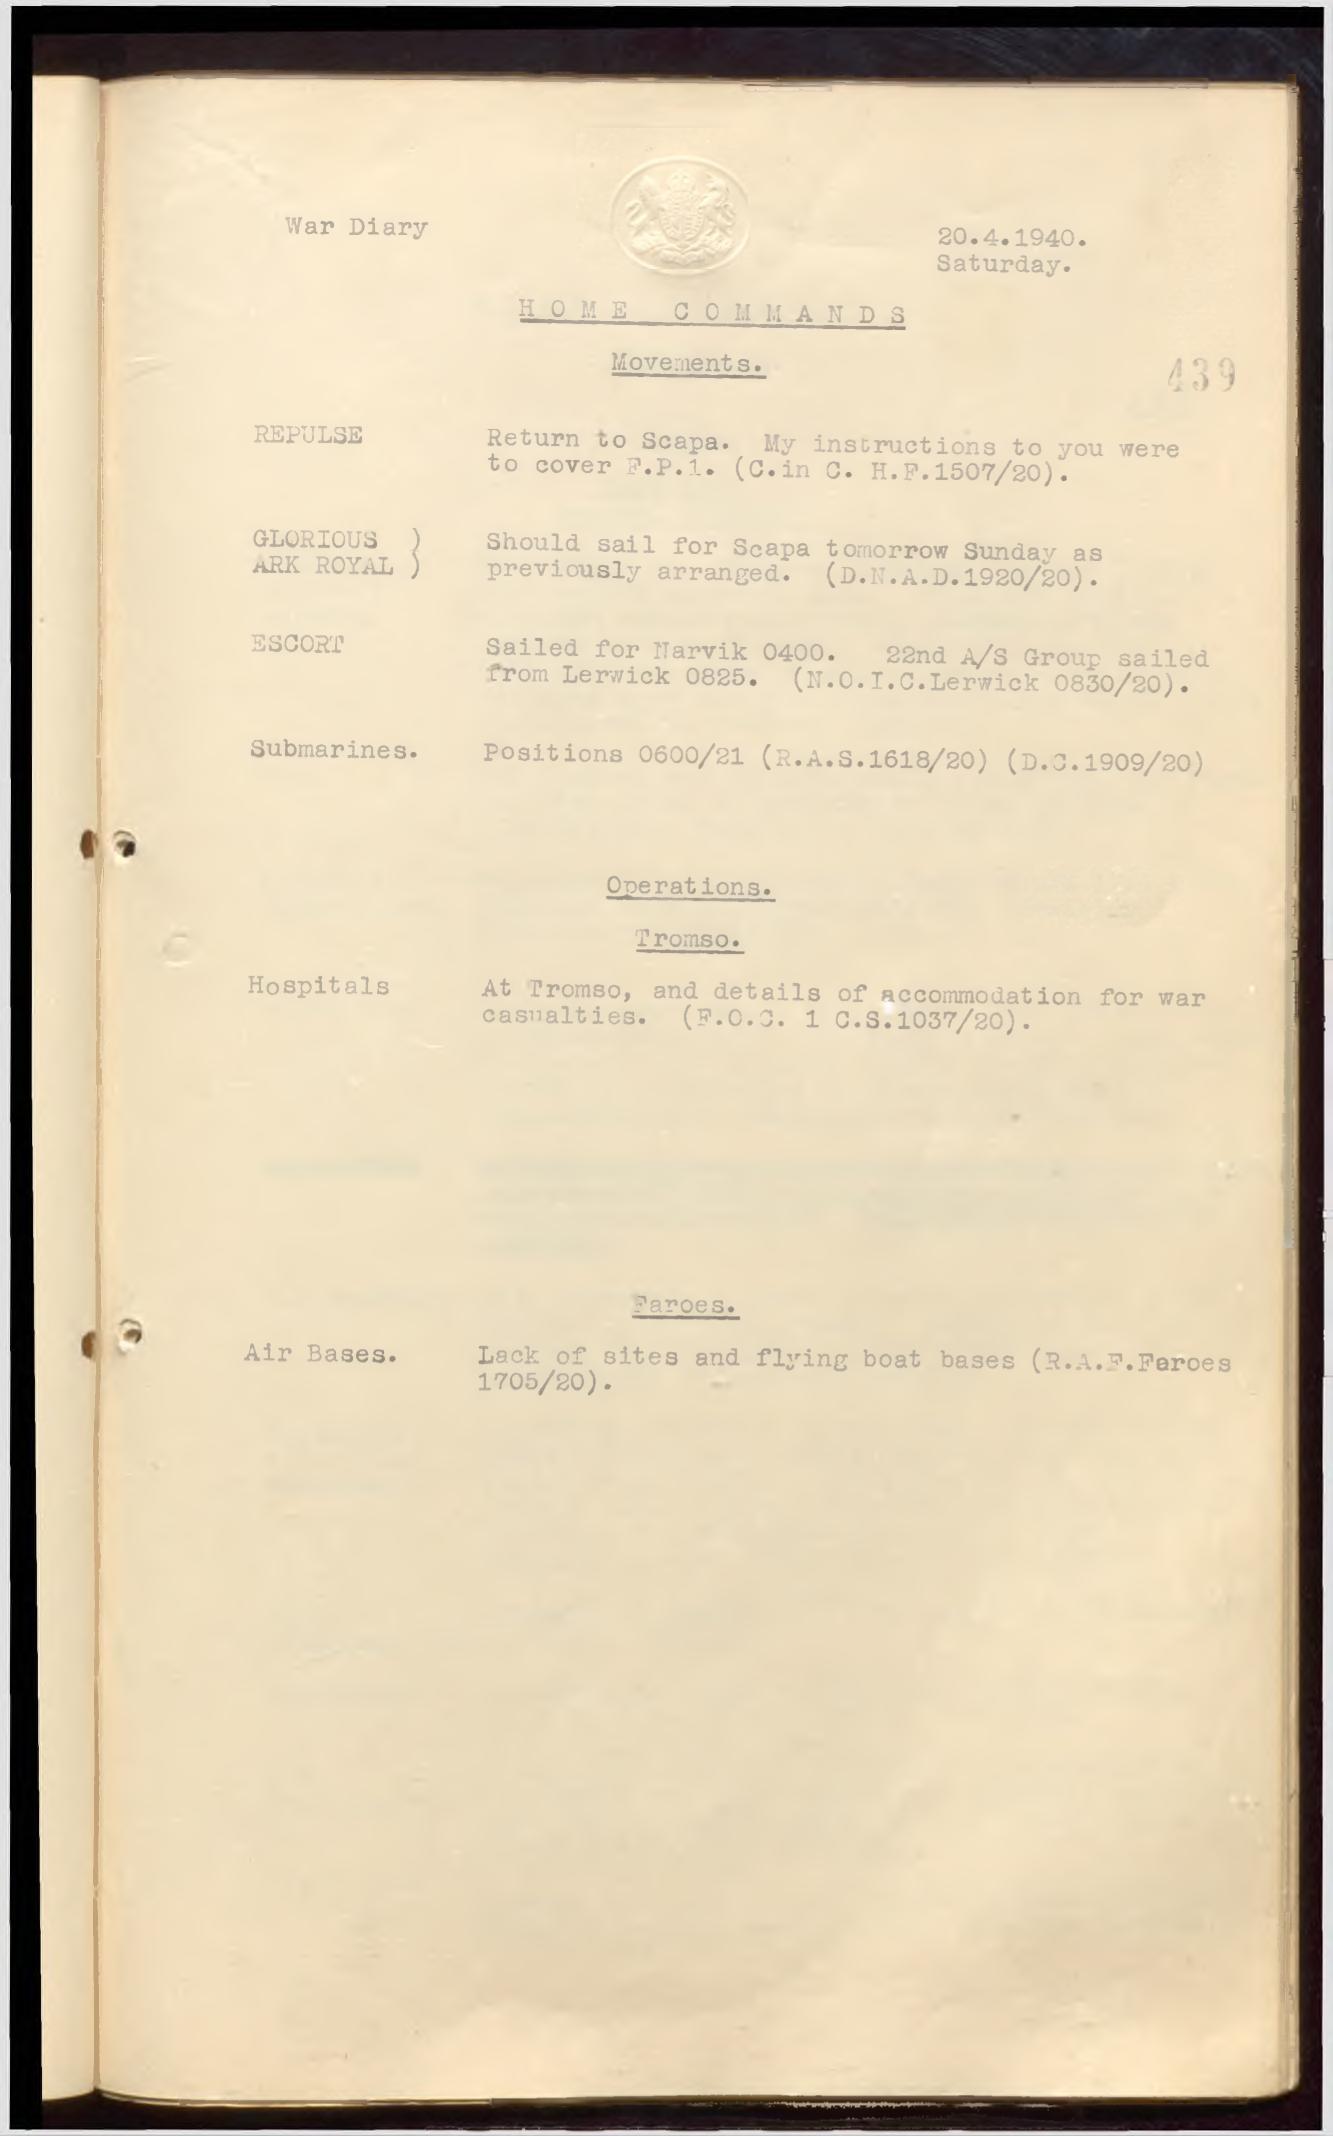 War Diary
20.4.1940.
Saturday.
HOME COMMANDS
Movements.
439
REPULSE Return to Scapa. My instructions to you were
to cover F.P.1. (C.in C. H.F.1507/20).
GLORIOUS ) Should sail for Scapa tomorrow Sunday as
ARK ROYAL ) previously arranged. (D.N.A.D.1920/20).
ESCORT Sailed for Narvik 0400. 22nd A/S Group sailed
from Lerwick 0825. (N.O.I.C.Lerwick 0830/20).
Submarines. Positions 0600/21 (R.A.S.1618/20) (D.C.1909/20)
Operations.
Tromso.
Hospitals At Tromso, and details of accommodation for war
casualties. (F.O.C. 1 C.S.1037/20).
Faroes.
Air Bases. Lack of sites and flying boat bases (R.A.F.Faroes
1705/20).